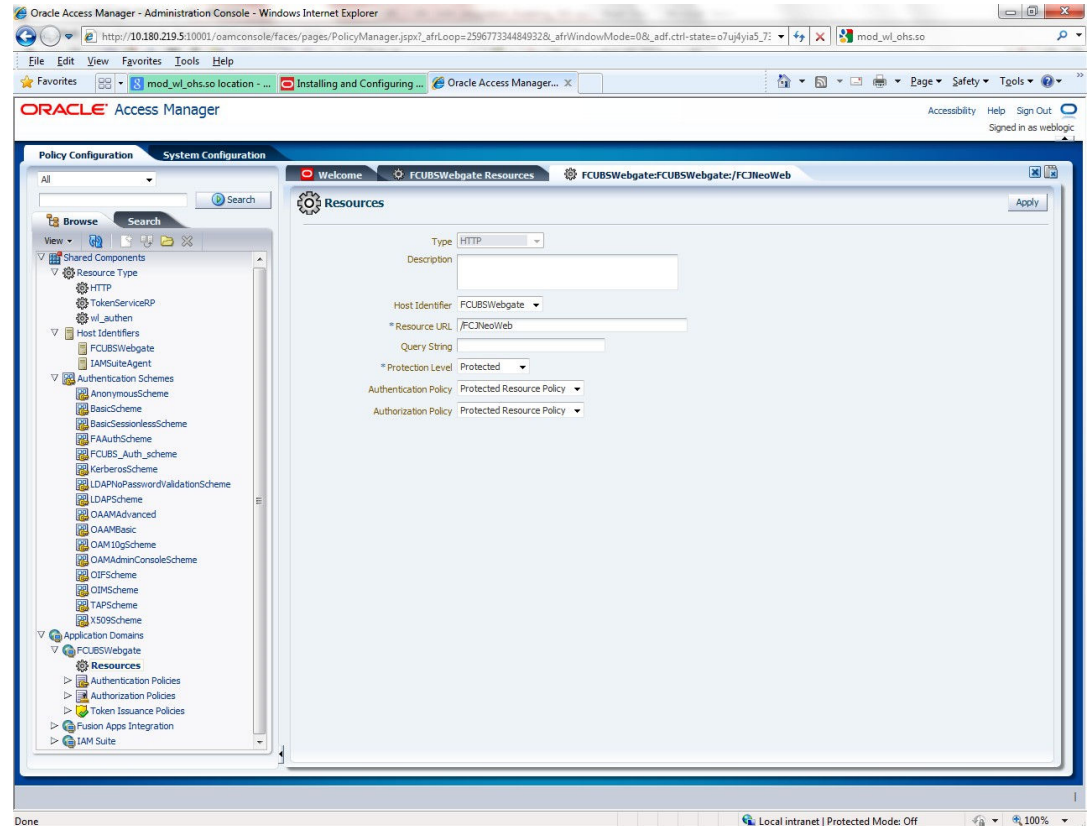 Oracle Access Manager - Administration Console - Windows Internet Explorer
http://10.180.219.5:10001/oamconsole/faces/pages/PolicyManager.jspx?_afrLoop=2596773344849328&_afrWindowMode=0&_adf.ctrl-state=o7uj4yia5_7
mod_wl_ohs.so
File Edit View Favorites Tools Help
Favorites
mod_wl_ohs.so location - ...
Installing and Configuring ...
Oracle Access Manager... X
Page Safety Tools
ORACLE Access Manager
Accessibility Help Sign Out
Signed in as weblogic
Policy Configuration System Configuration
All
Search
Browse Search
View
Shared Components
Resource Type
HTTP
TokenServiceRP
wl_authen
Host Identifiers
FCUBSWebgate
IAMSuiteAgent
Authentication Schemes
AnonymousScheme
BasicScheme
BasicSessionlessScheme
FAAuthScheme
FCUBS_Auth_scheme
KerberosScheme
LDAPNoPasswordValidationScheme
LDAPScheme
OAAMAdvanced
OAAMBasic
OAM10gScheme
OAMAdminConsoleScheme
OIFScheme
OIMScheme
TAPScheme
X509Scheme
Application Domains
FCUBSWebgate
Resources
Authentication Policies
Authorization Policies
Token Issuance Policies
Fusion Apps Integration
IAM Suite
Welcome FCUBSWebgate Resources FCUBSWebgate:FCUBSWebgate:/FCJNeoWeb
Resources
Apply
Type HTTP
Description
Host Identifier FCUBSWebgate
* Resource URL /FCJNeoWeb
Query String
* Protection Level Protected
Authentication Policy Protected Resource Policy
Authorization Policy Protected Resource Policy
Done
Local intranet | Protected Mode: Off
100%